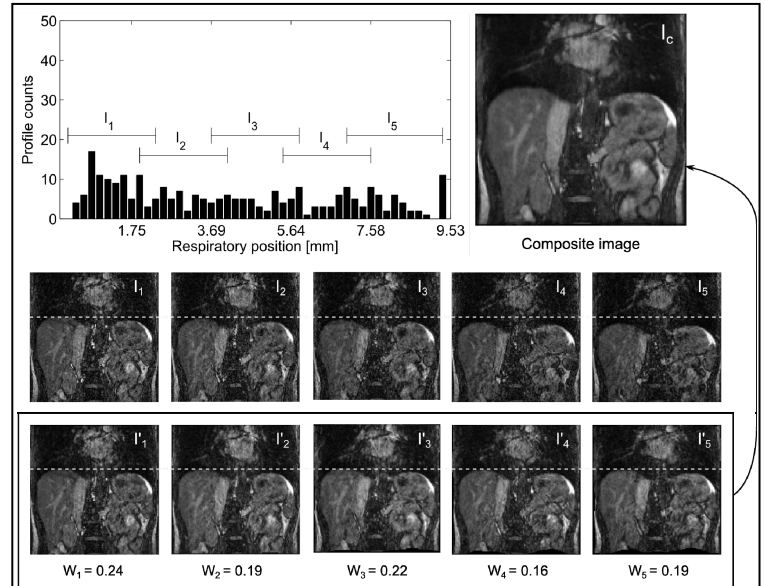 50
40
30
20
10
0
Profile counts
I1
I2
I3
I4
I5
1.75
3.69
5.64
7.58
9.53
Respiratory position [mm]
Ic
Composite image
I1 I2 I3 I4 I5
I'1 I'2 I'3 I'4 I'5
W1 = 0.24 W2 = 0.19 W3 = 0.22 W4 = 0.16 W5 = 0.19